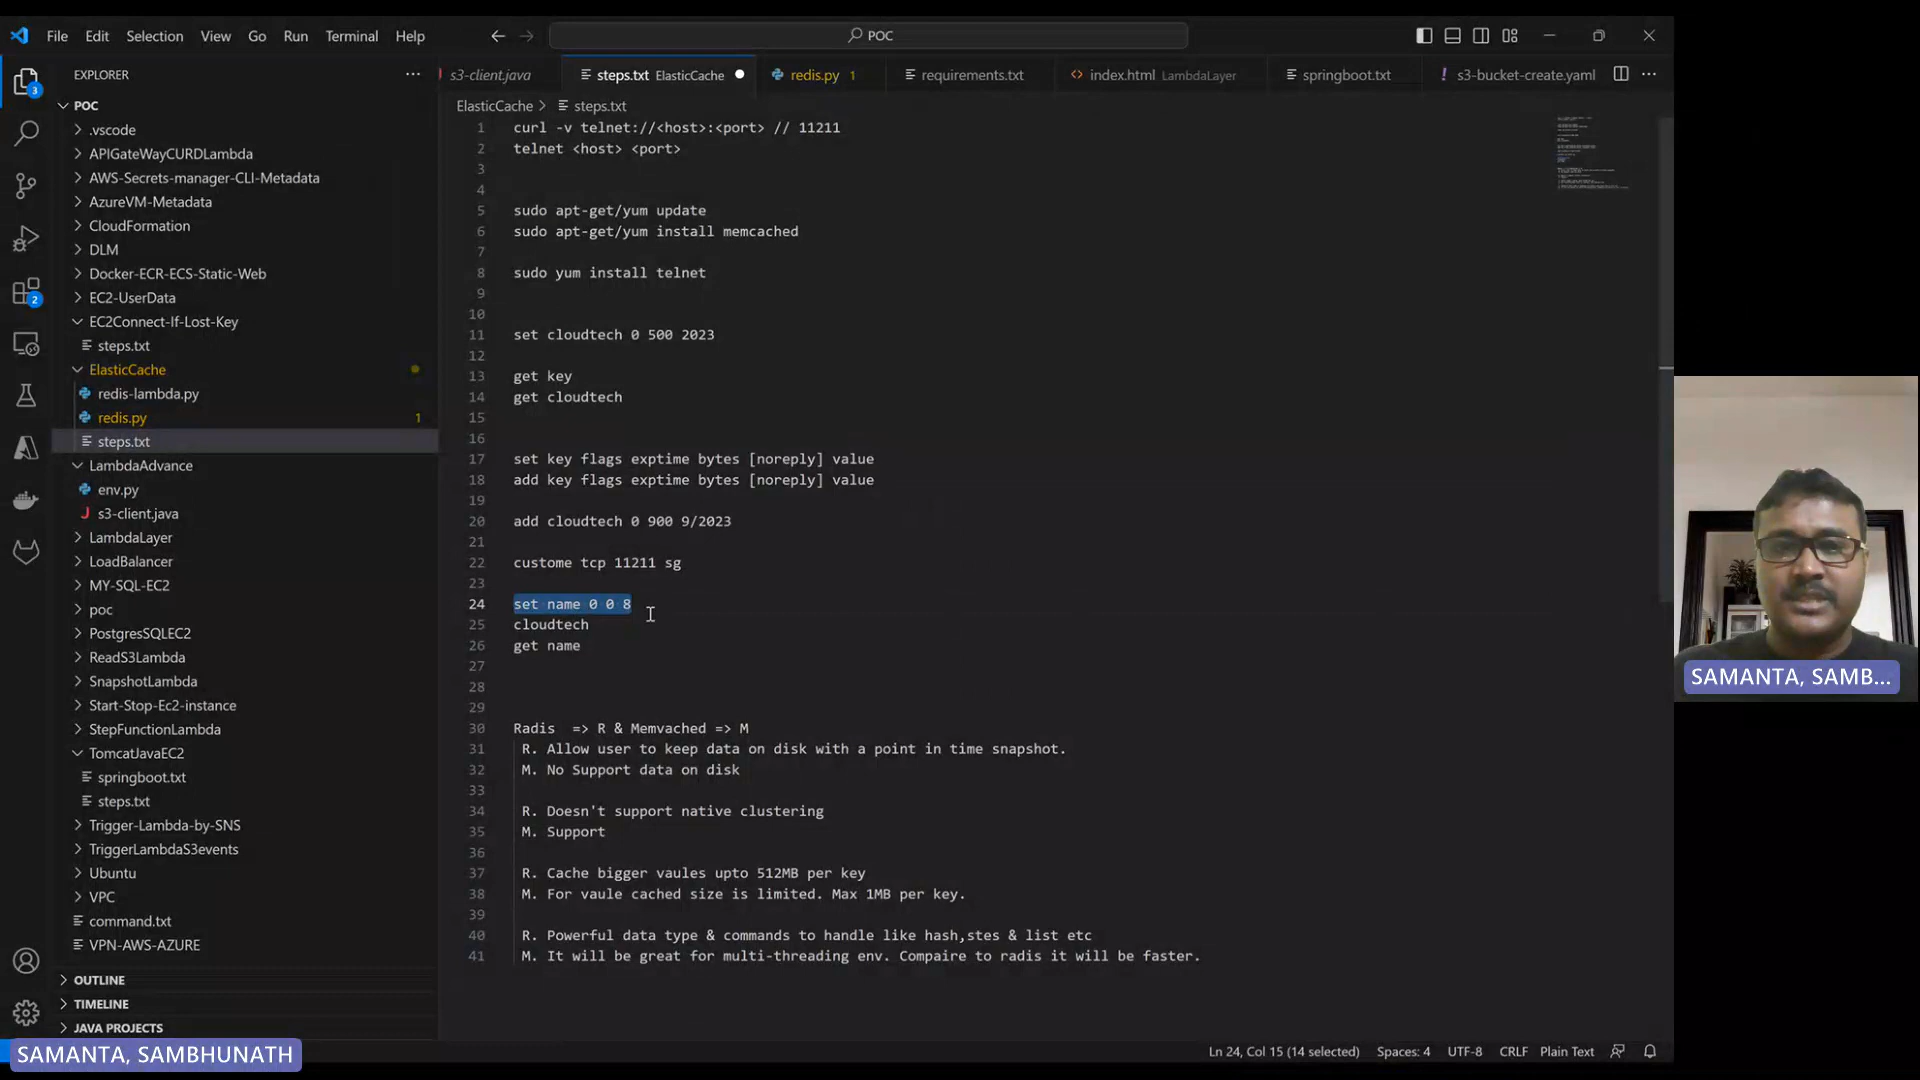 File Edit Selection View Go Run Terminal Help
POC
EXPLORER
s3-client.java
steps.txt ElasticCache
redis.py 1
requirements.txt
index.html LambdaLayer
springboot.txt
s3-bucket-create.yaml
ElasticCache > steps.txt
POC
.vscode
APIGateWayCURDLambda
AWS-Secrets-manager-CLI-Metadata
AzureVM-Metadata
CloudFormation
DLM
Docker-ECR-ECS-Static-Web
EC2-UserData
EC2Connect-If-Lost-Key
steps.txt
ElasticCache
redis-lambda.py
redis.py 1
steps.txt
LambdaAdvance
env.py
s3-client.java
LambdaLayer
LoadBalancer
MY-SQL-EC2
poc
PostgresSQLEC2
ReadS3Lambda
SnapshotLambda
Start-Stop-Ec2-instance
StepFunctionLambda
TomcatJavaEC2
springboot.txt
steps.txt
Trigger-Lambda-by-SNS
TriggerLambdaS3events
Ubuntu
VPC
command.txt
VPN-AWS-AZURE
OUTLINE
TIMELINE
JAVA PROJECTS
3
2
1 curl -v telnet://<host>:<port> // 11211
2 telnet <host> <port>
3
4
5 sudo apt-get/yum update
6 sudo apt-get/yum install memcached
7
8 sudo yum install telnet
9
10
11 set cloudtech 0 500 2023
12
13 get key
14 get cloudtech
15
16
17 set key flags exptime bytes [noreply] value
18 add key flags exptime bytes [noreply] value
19
20 add cloudtech 0 900 9/2023
21
22 custome tcp 11211 sg
23
24 set name 0 0 8
25 cloudtech
26 get name
27
28
29
30 Radis => R & Memvached => M
31 R. Allow user to keep data on disk with a point in time snapshot.
32 M. No Support data on disk
33
34 R. Doesn't support native clustering
35 M. Support
36
37 R. Cache bigger vaules upto 512MB per key
38 M. For vaule cached size is limited. Max 1MB per key.
39
40 R. Powerful data type & commands to handle like hash,stes & list etc
41 M. It will be great for multi-threading env. Compaire to radis it will be faster.
SAMANTA, SAMB...
SAMANTA, SAMBHUNATH
Ln 24, Col 15 (14 selected) Spaces: 4 UTF-8 CRLF Plain Text